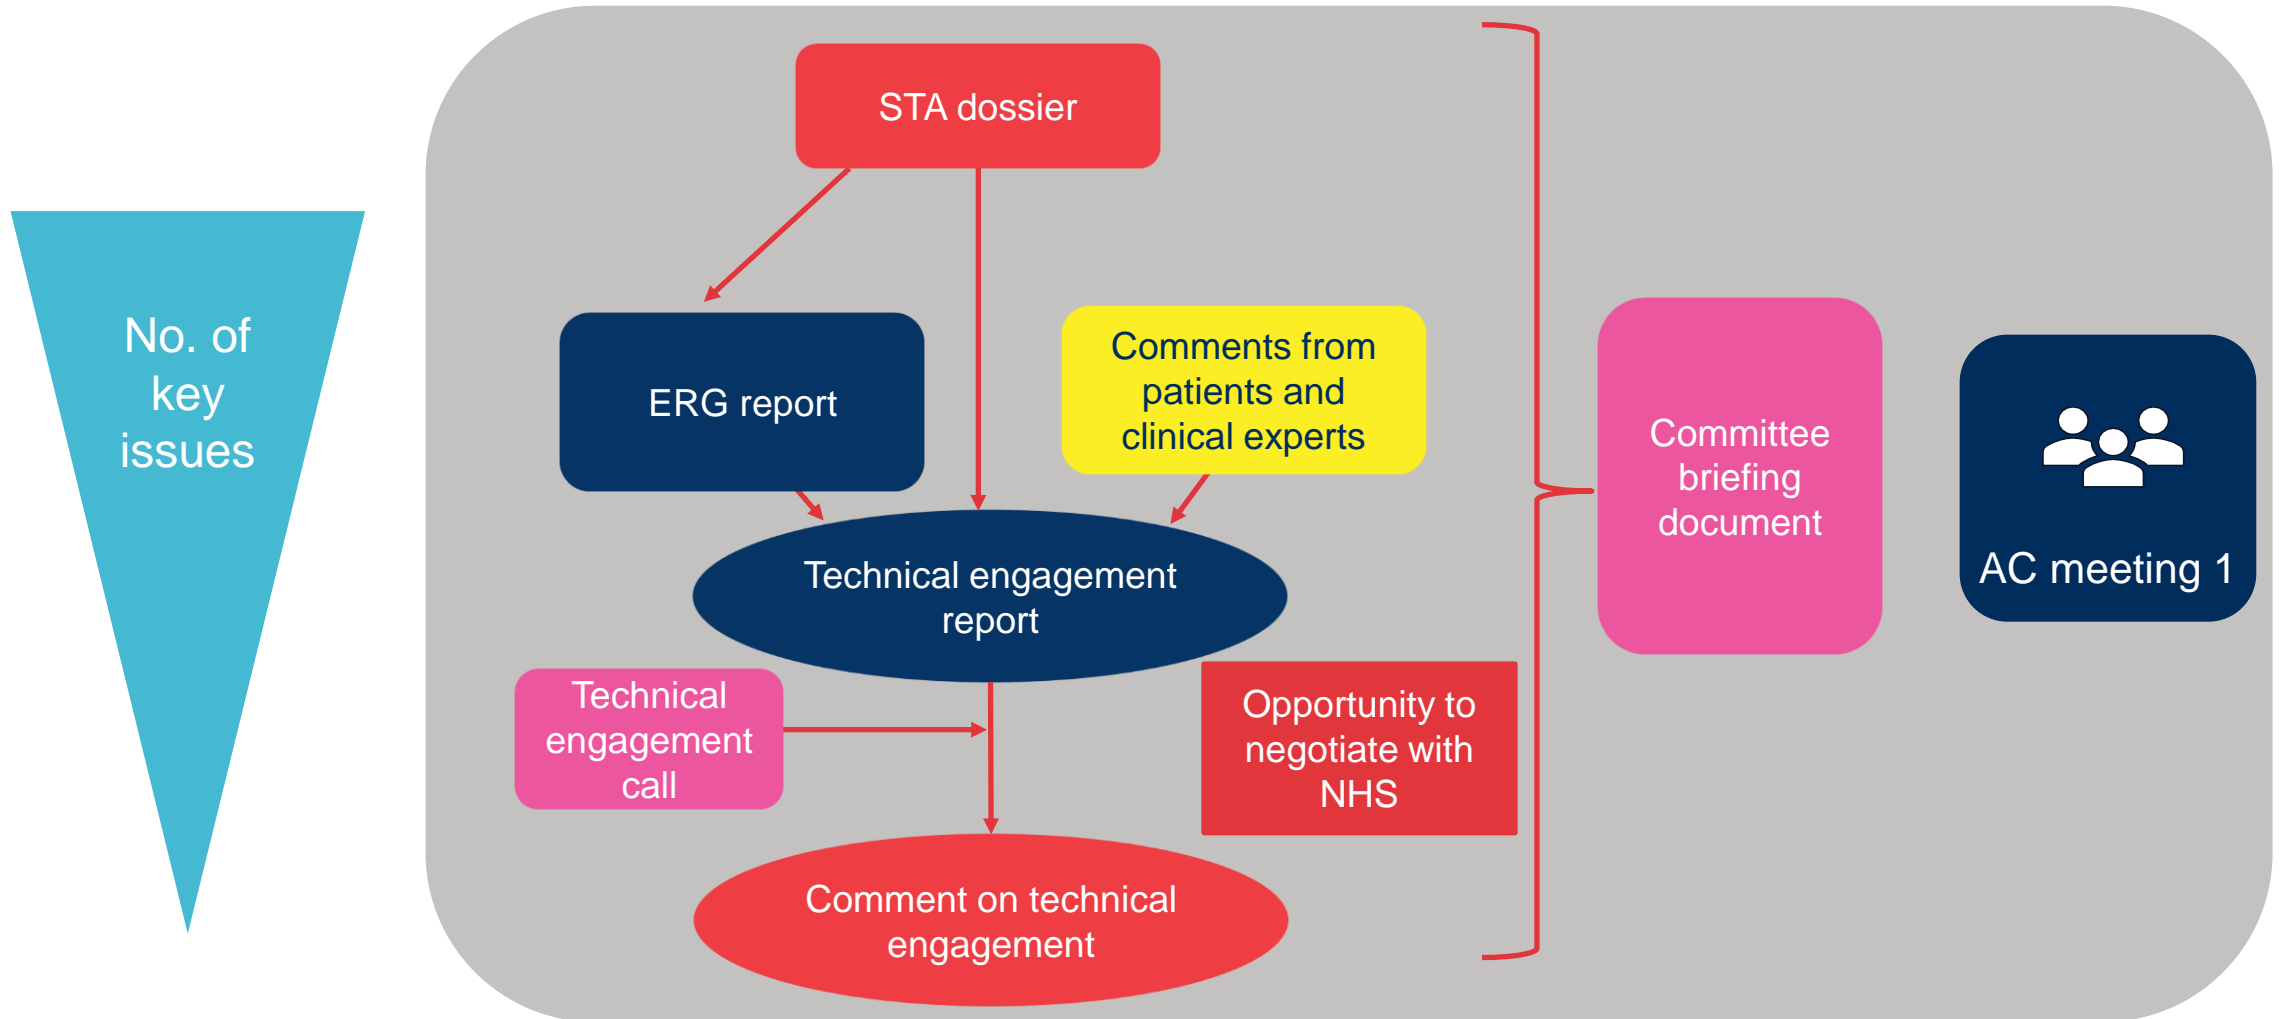 STA dossier
No. of
key
issues
ERG report
Comments from
patients and
clinical experts
Technical engagement
report
Technical
engagement
call
Opportunity to
negotiate with
NHS
Comment on technical
engagement
Committee
briefing
document
AC meeting 1